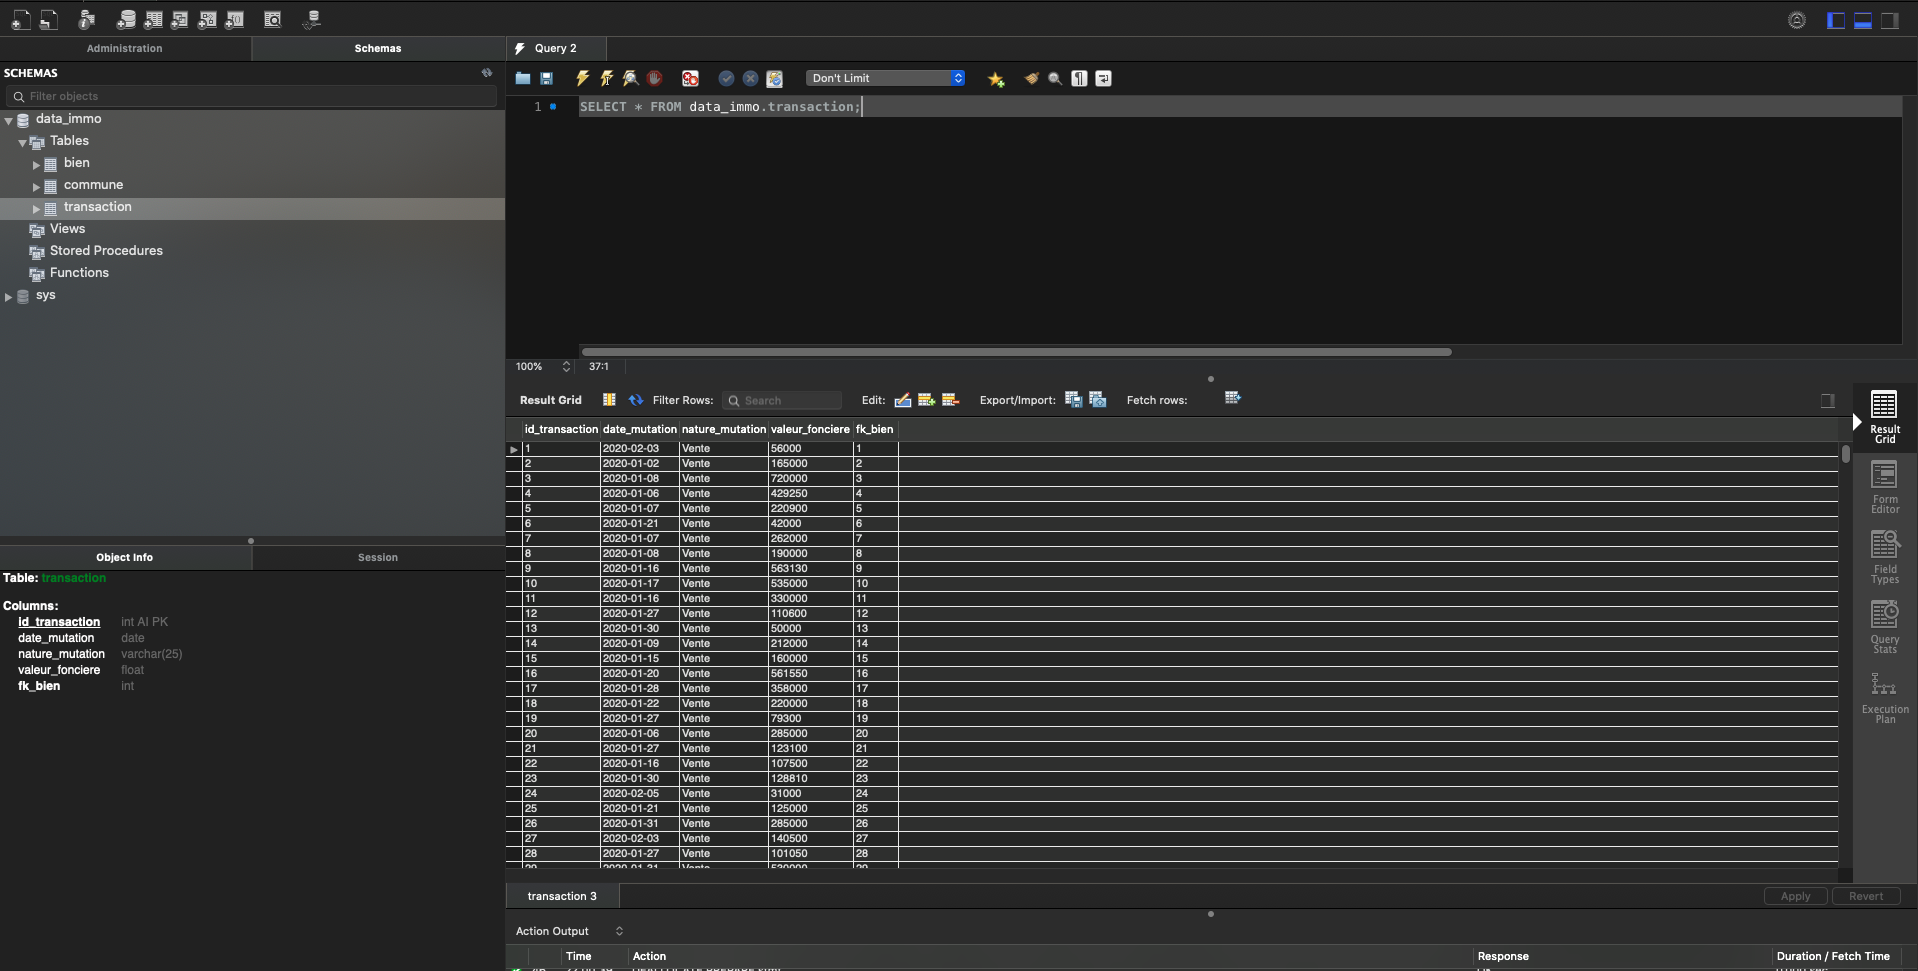 Administration
Schemas
Query 2
SCHEMAS
Filter objects
Don't Limit
1
SELECT * FROM data_immo.transaction;
data_immo
Tables
bien
commune
transaction
Views
Stored Procedures
Functions
sys
100%
37:1
Result Grid
Filter Rows:
Search
Edit:
Export/Import:
Fetch rows:
id_transaction date_mutation nature_mutation valeur_fonciere fk_bien
1 2020-02-03 Vente 56000 1
2 2020-01-02 Vente 165000 2
3 2020-01-08 Vente 720000 3
4 2020-01-06 Vente 429250 4
5 2020-01-07 Vente 220900 5
6 2020-01-21 Vente 42000 6
7 2020-01-07 Vente 262000 7
8 2020-01-08 Vente 190000 8
9 2020-01-16 Vente 563130 9
10 2020-01-17 Vente 535000 10
11 2020-01-16 Vente 330000 11
12 2020-01-27 Vente 110600 12
13 2020-01-30 Vente 50000 13
14 2020-01-09 Vente 212000 14
15 2020-01-15 Vente 160000 15
16 2020-01-20 Vente 561550 16
17 2020-01-28 Vente 358000 17
18 2020-01-22 Vente 220000 18
19 2020-01-27 Vente 79300 19
20 2020-01-06 Vente 285000 20
21 2020-01-27 Vente 123100 21
22 2020-01-16 Vente 107500 22
23 2020-01-30 Vente 128810 23
24 2020-02-05 Vente 31000 24
25 2020-01-21 Vente 125000 25
26 2020-01-31 Vente 285000 26
27 2020-02-03 Vente 140500 27
28 2020-01-27 Vente 101050 28
Result
Grid
Form
Editor
Field
Types
Query
Stats
Execution
Plan
Object Info
Session
Table: transaction
Columns:
id_transaction int AI PK
date_mutation date
nature_mutation varchar(25)
valeur_fonciere float
fk_bien int
transaction 3
Apply
Revert
Action Output
Time
Action
Response
Duration / Fetch Time